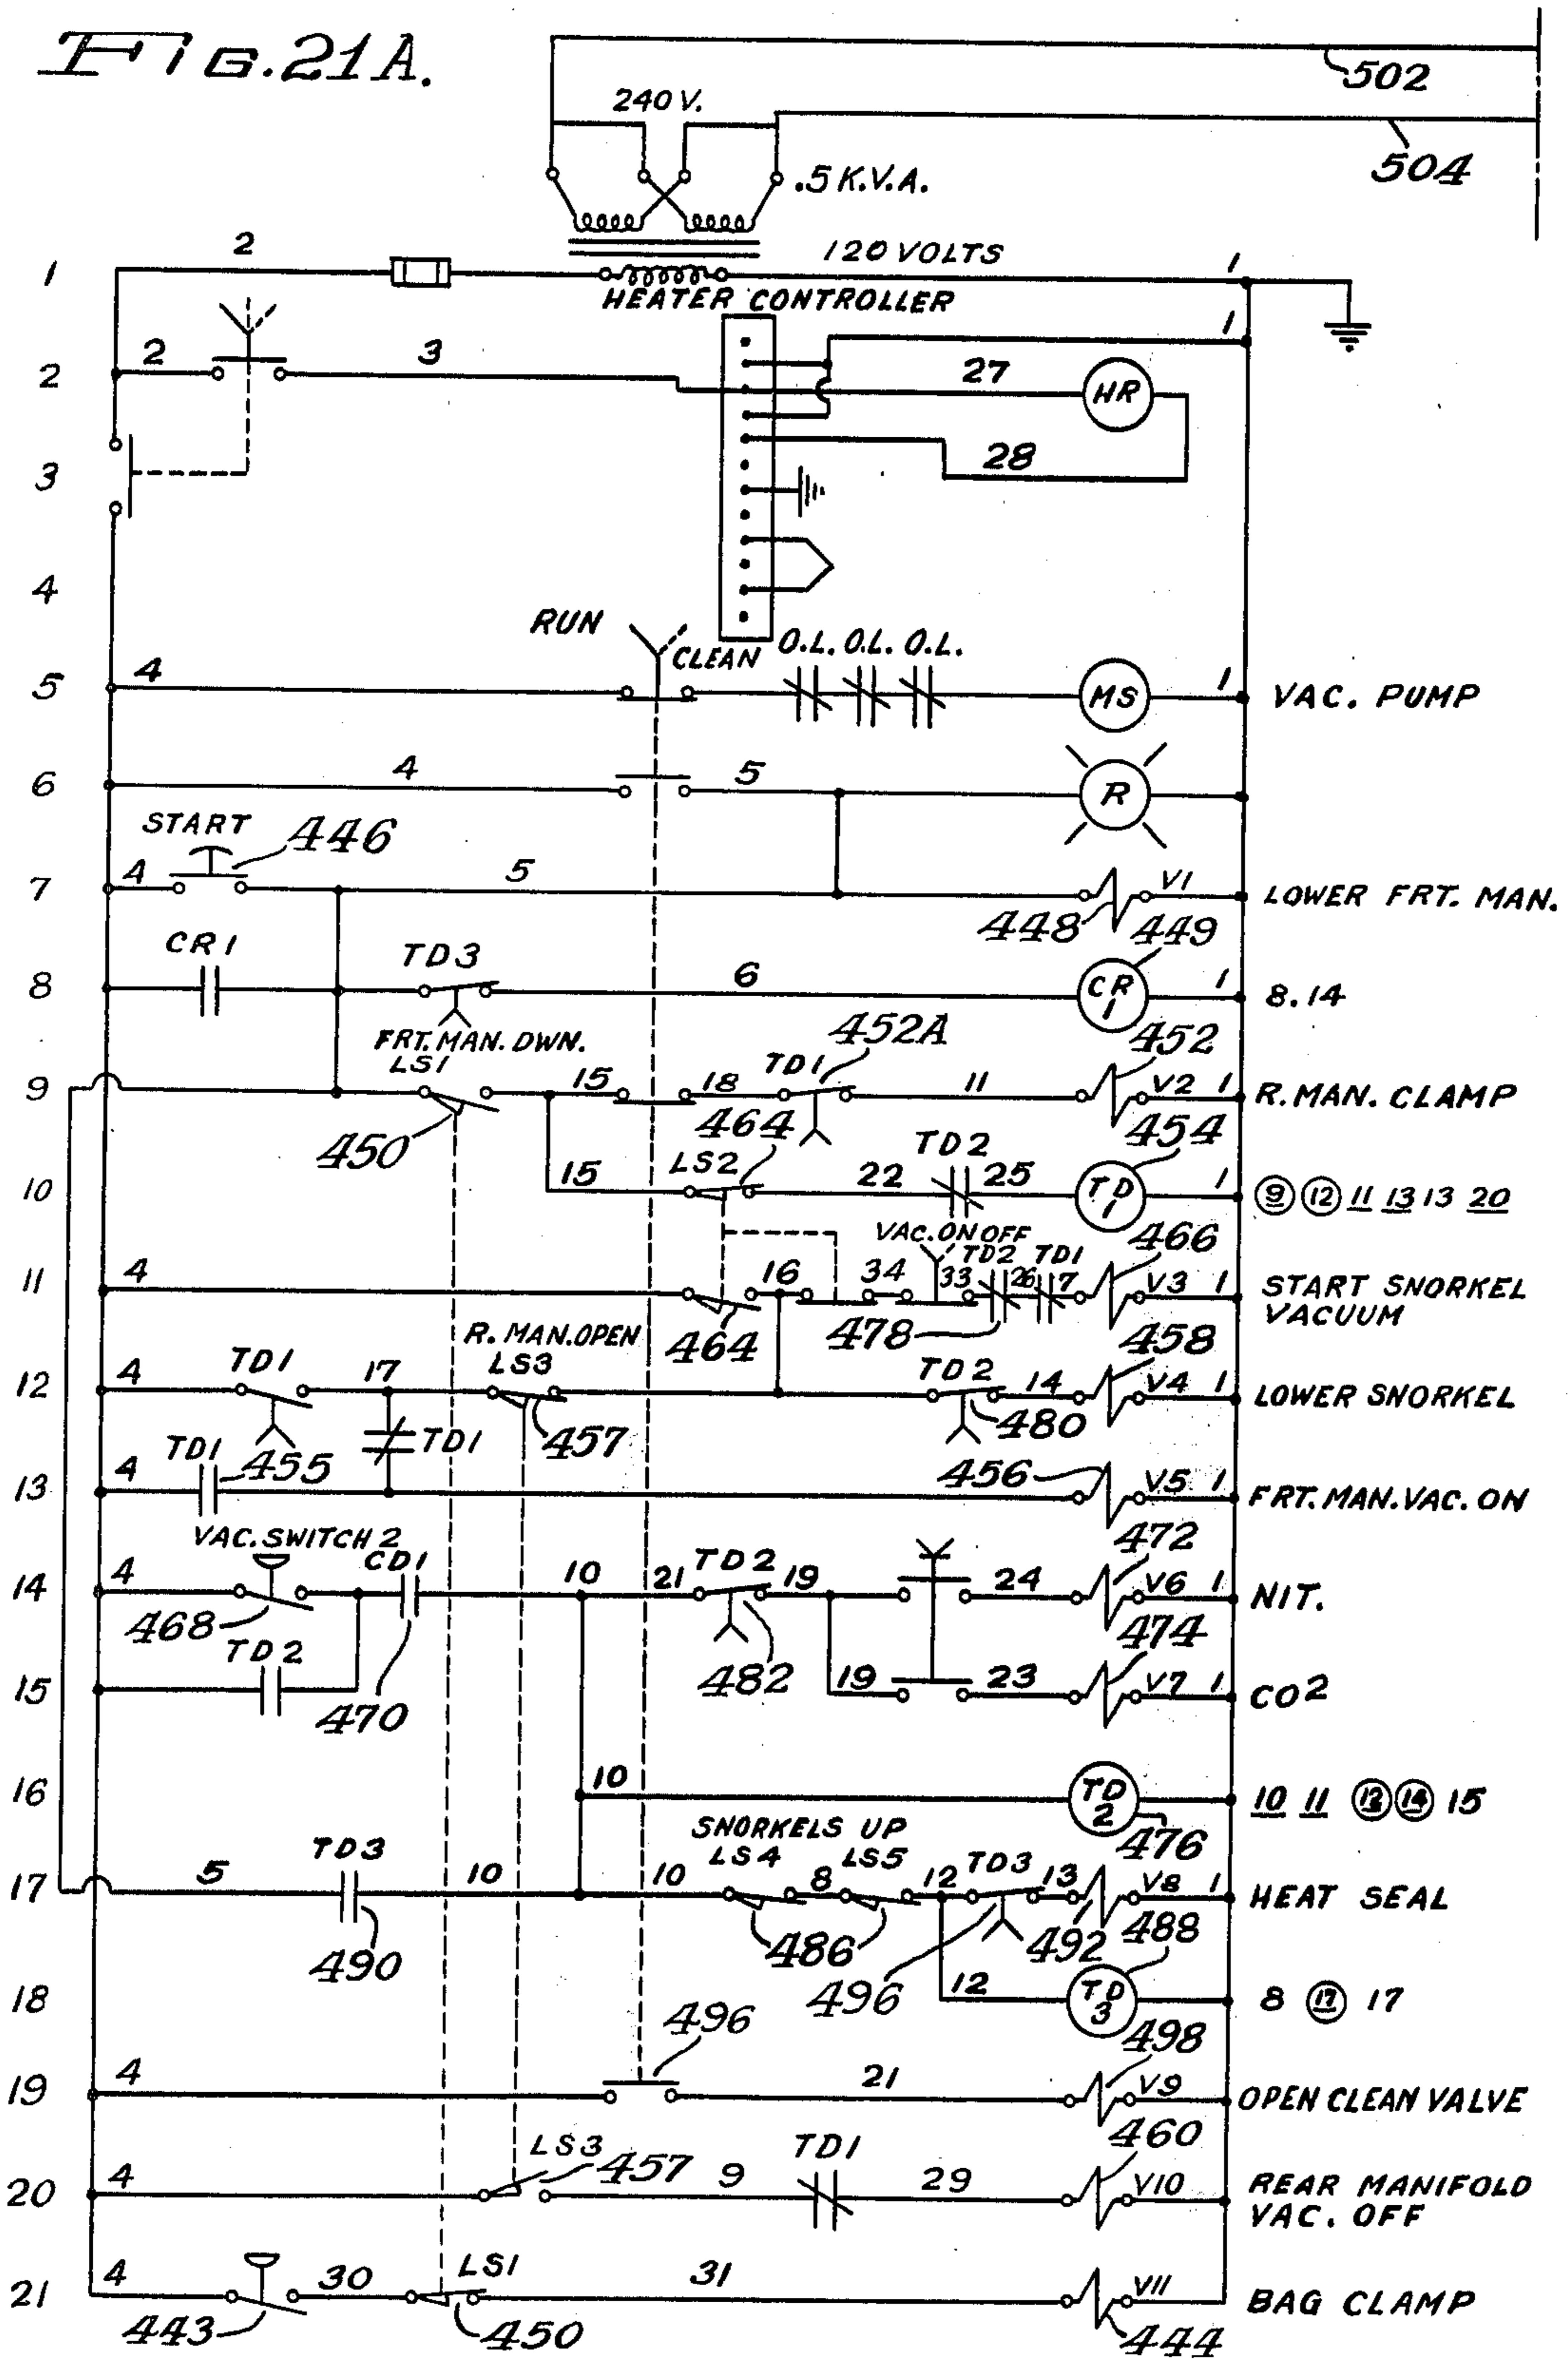 FIG.21A.
502
240 V.
504
.5 K.V.A.
1 2 120 VOLTS 1
HEATER CONTROLLER
1
2 2 3 27 HR
3 28
4
RUN
CLEAN O.L. O.L. O.L.
5 4 MS 1 VAC. PUMP
6 4 5 R
START 446
7 4 5 V1 LOWER FRT. MAN.
448 449
CR1 TD3
8 6 CR 1 1 8.14
FRT. MAN. DWN. 452A 452
LS1 TD1
9 15 18 11 V2 1 R. MAN. CLAMP
450 464 454
LS2 TD2
10 15 22 25 TD 1 1 9 12 11 13 13 20
VAC. ON OFF 466
TD2 TD1
11 4 16 34 33 26 7 V3 1 START SNORKEL
VACUUM
464 478 458
R. MAN. OPEN
TD1 LS3 TD2
12 4 17 14 V4 1 LOWER SNORKEL
457 480
TD1 455 TD1 456
13 4 V5 1 FRT. MAN. VAC. ON
VAC. SWITCH 2 472
CD1 TD2
14 4 10 21 19 24 V6 1 NIT.
468 474
TD2 482
15 19 23 V7 1 CO2
470
16 10 TD 2 10 11 12 14 15
476
SNORKELS UP
TD3 LS4 LS5 TD3
17 5 10 10 8 12 13 V8 1 HEAT SEAL
490 486 492 488
496
18 12 TD 3 8 17 17
496 498
19 4 21 V9 OPEN CLEAN VALVE
LS3 457 TD1 460
20 4 9 29 V10 REAR MANIFOLD
VAC. OFF
LS1
21 4 30 31 V11 BAG CLAMP
443 450 444